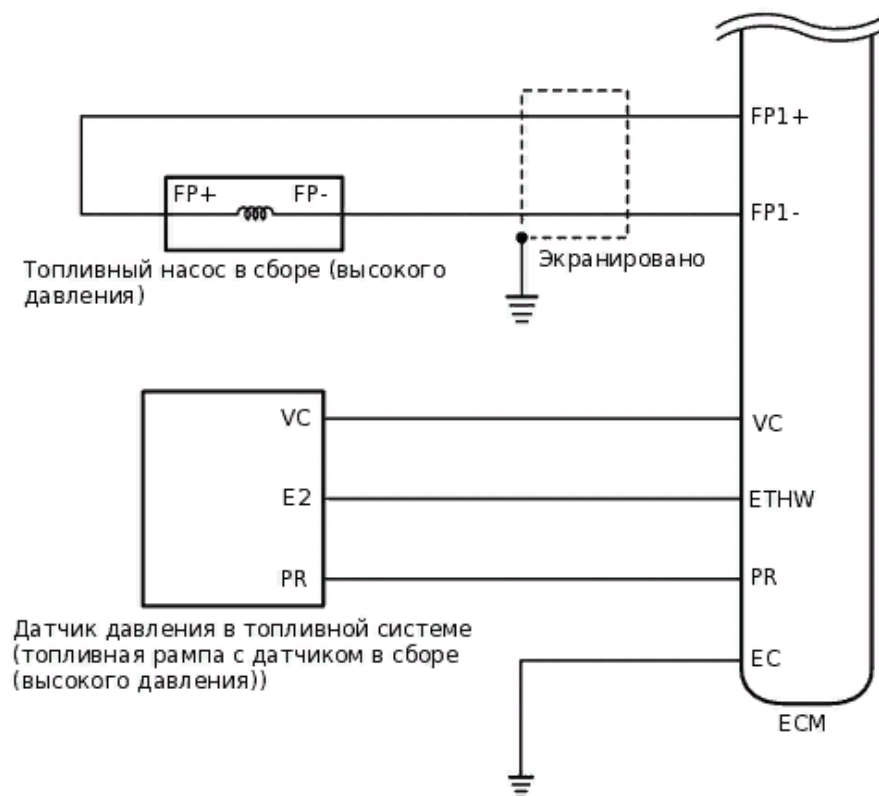 FP1+
FP+ FP-
FP1-
Экранировано
Топливный насос в сборе (высокого
давления)
VC
VC
E2
ETHW
PR
PR
Датчик давления в топливной системе
(топливная рампа с датчиком в сборе
(высокого давления))
EC
ECM